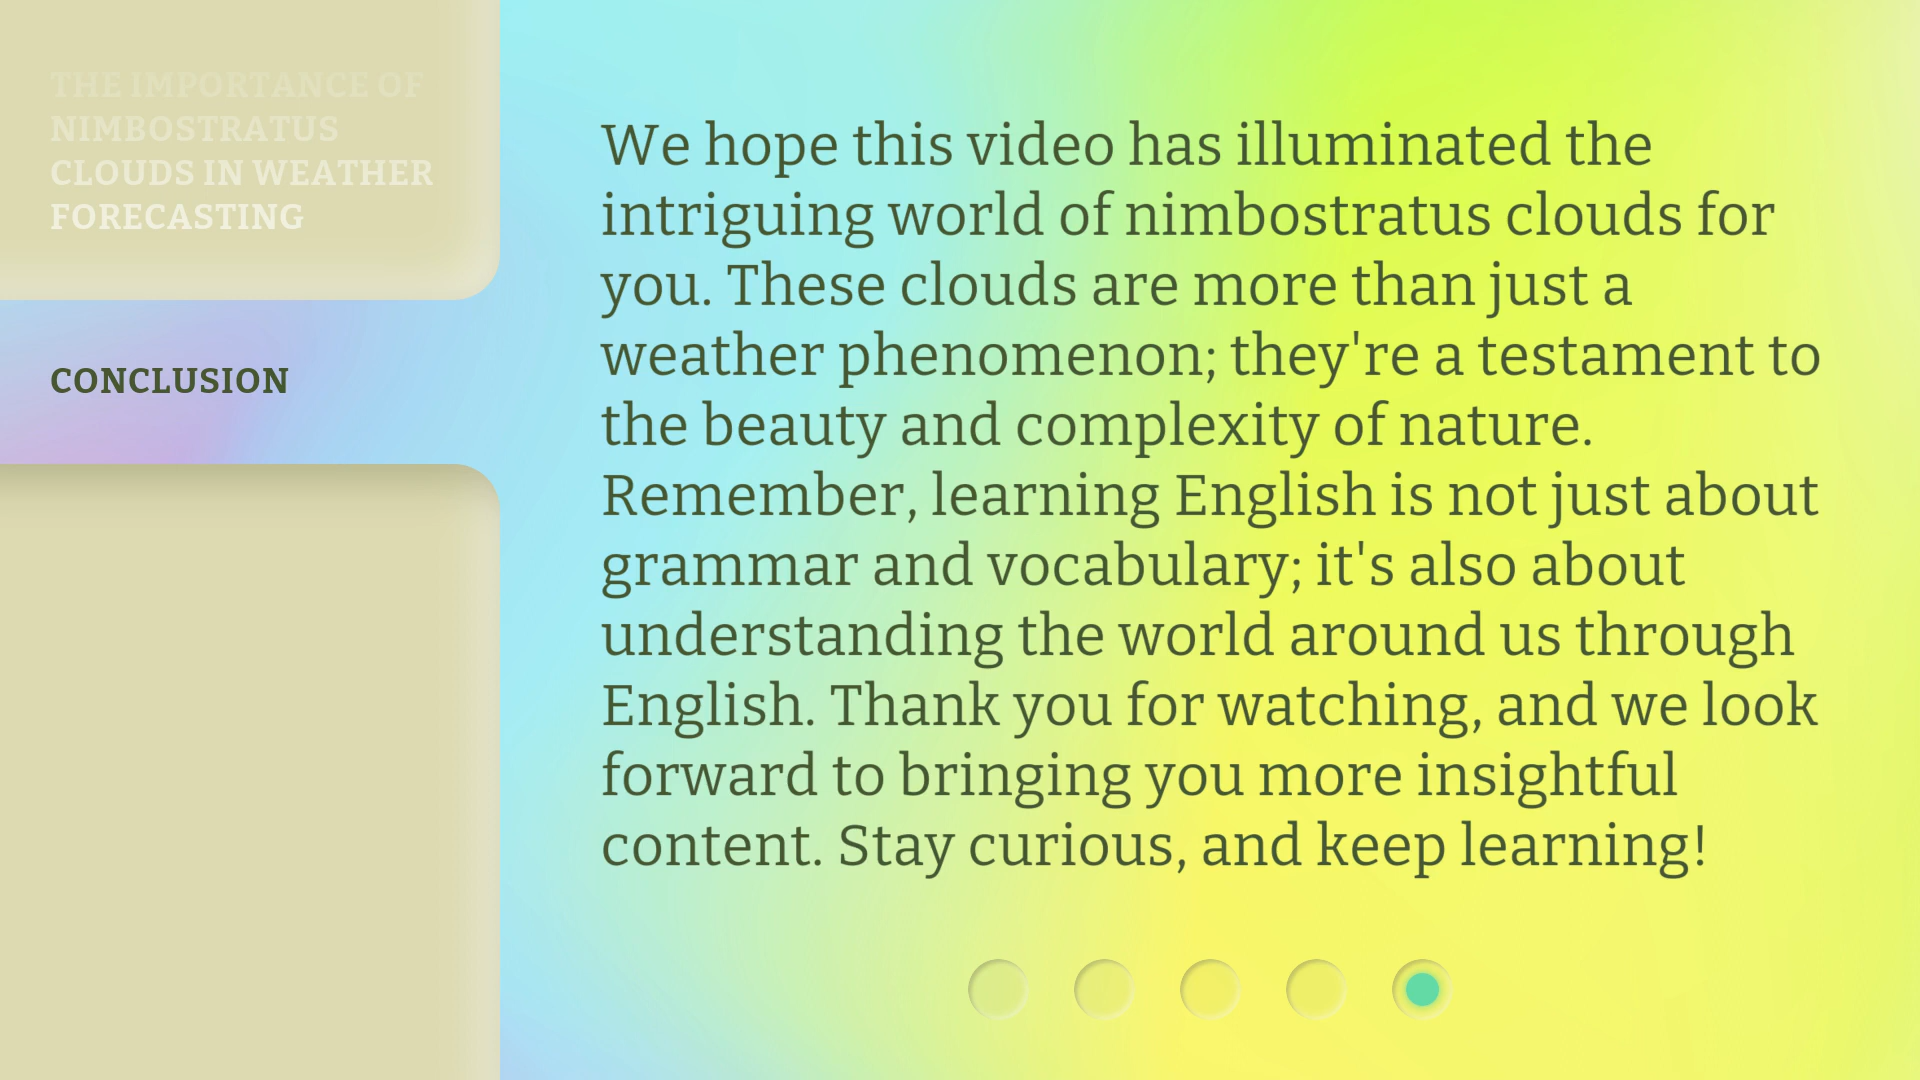 THE IMPORTANCE OF
NIMBOSTRATUS
CLOUDS IN WEATHER
FORECASTING
CONCLUSION
We hope this video has illuminated the
intriguing world of nimbostratus clouds for
you. These clouds are more than just a
weather phenomenon; they're a testament to
the beauty and complexity of nature.
Remember, learning English is not just about
grammar and vocabulary; it's also about
understanding the world around us through
English. Thank you for watching, and we look
forward to bringing you more insightful
content. Stay curious, and keep learning!